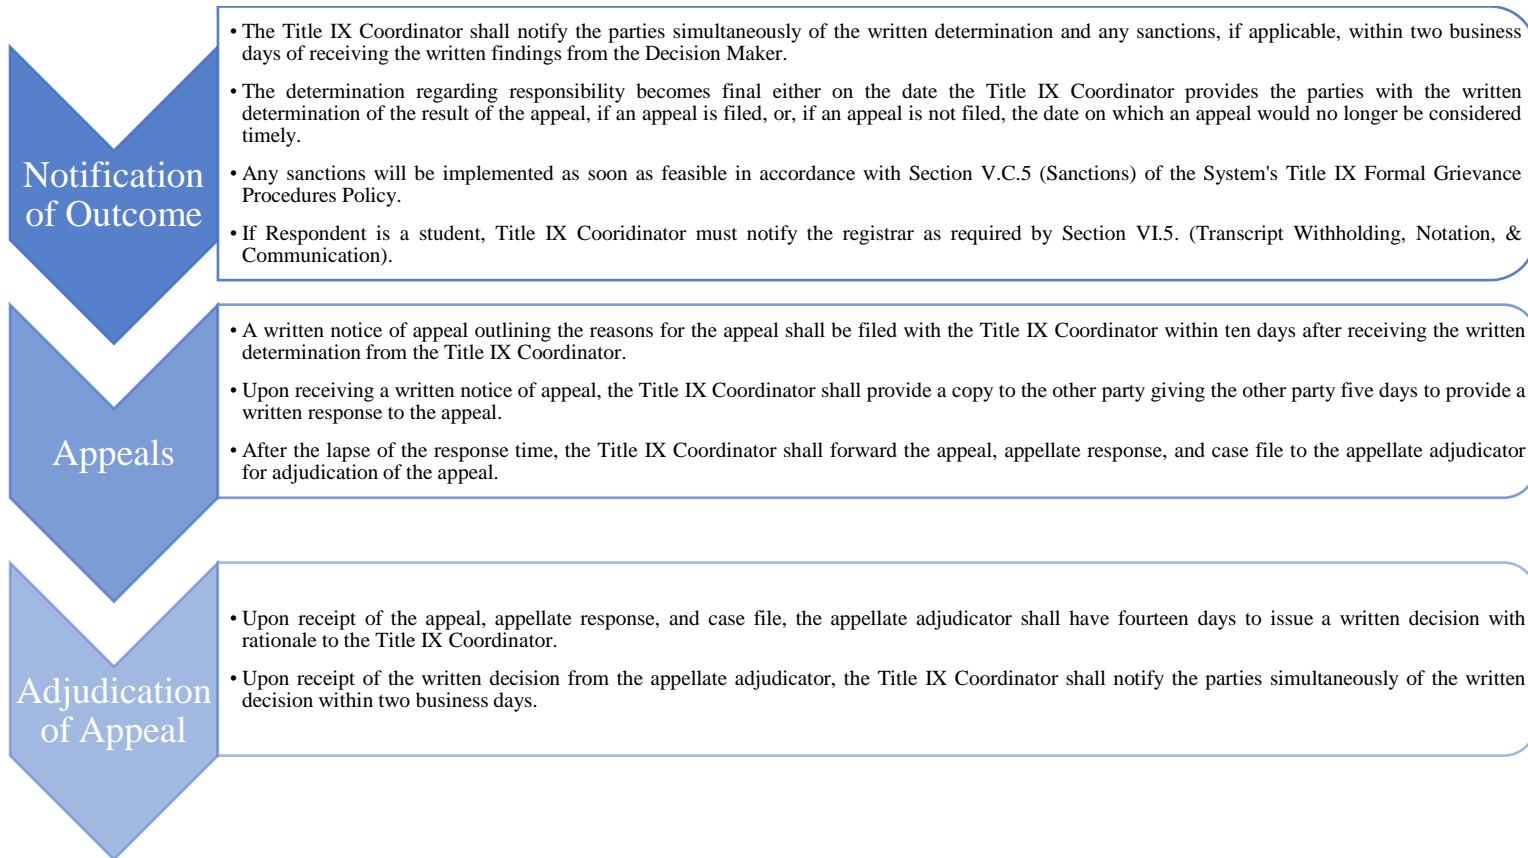 Notification
of Outcome
• The Title IX Coordinator shall notify the parties simultaneously of the written determination and any sanctions, if applicable, within two business
days of receiving the written findings from the Decision Maker.
• The determination regarding responsibility becomes final either on the date the Title IX Coordinator provides the parties with the written
determination of the result of the appeal, if an appeal is filed, or, if an appeal is not filed, the date on which an appeal would no longer be considered
timely.
• Any sanctions will be implemented as soon as feasible in accordance with Section V.C.5 (Sanctions) of the System's Title IX Formal Grievance
Procedures Policy.
• If Respondent is a student, Title IX Cooridinator must notify the registrar as required by Section VI.5. (Transcript Withholding, Notation, &
Communication).
Appeals
• A written notice of appeal outlining the reasons for the appeal shall be filed with the Title IX Coordinator within ten days after receiving the written
determination from the Title IX Coordinator.
• Upon receiving a written notice of appeal, the Title IX Coordinator shall provide a copy to the other party giving the other party five days to provide a
written response to the appeal.
• After the lapse of the response time, the Title IX Coordinator shall forward the appeal, appellate response, and case file to the appellate adjudicator
for adjudication of the appeal.
Adjudication
of Appeal
• Upon receipt of the appeal, appellate response, and case file, the appellate adjudicator shall have fourteen days to issue a written decision with
rationale to the Title IX Coordinator.
• Upon receipt of the written decision from the appellate adjudicator, the Title IX Coordinator shall notify the parties simultaneously of the written
decision within two business days.